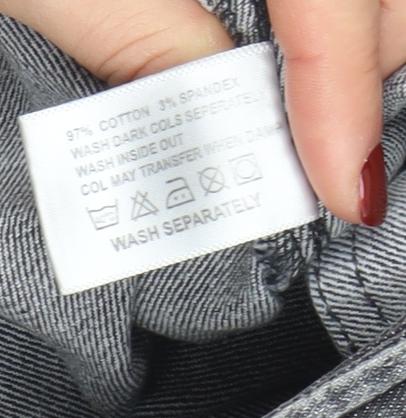 97% COTTON 3% SPANDEX
WASH DARK COLS SEPERATELY
WASH INSIDE OUT
COL MAY TRANSFER WHEN DAMP
WASH SEPARATELY